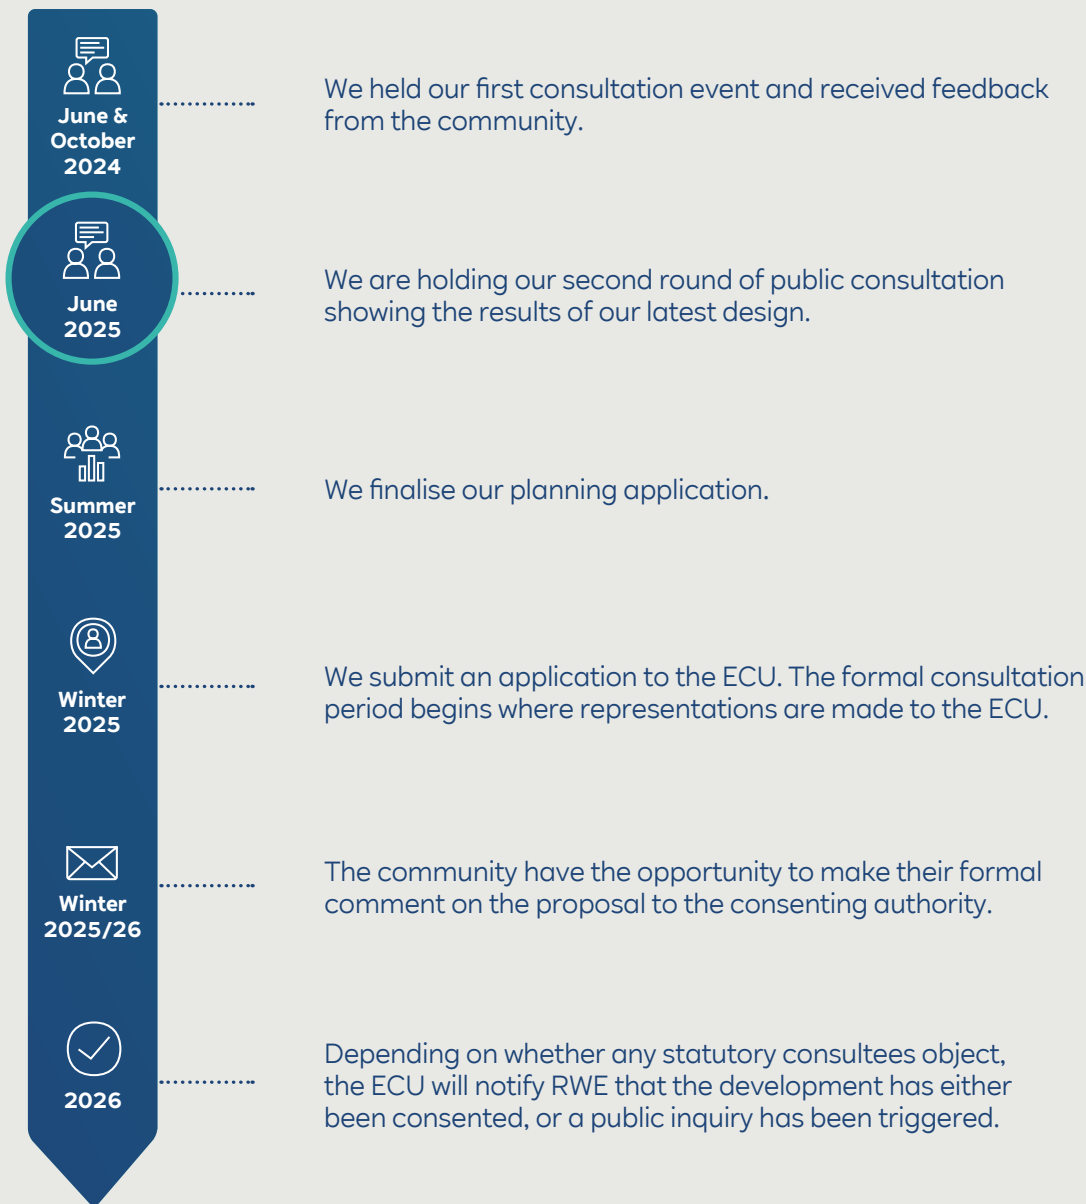 June &
October
2024
We held our first consultation event and received feedback
from the community.
June
2025
We are holding our second round of public consultation
showing the results of our latest design.
Summer
2025
We finalise our planning application.
Winter
2025
We submit an application to the ECU. The formal consultation
period begins where representations are made to the ECU.
Winter
2025/26
The community have the opportunity to make their formal
comment on the proposal to the consenting authority.
2026
Depending on whether any statutory consultees object,
the ECU will notify RWE that the development has either
been consented, or a public inquiry has been triggered.